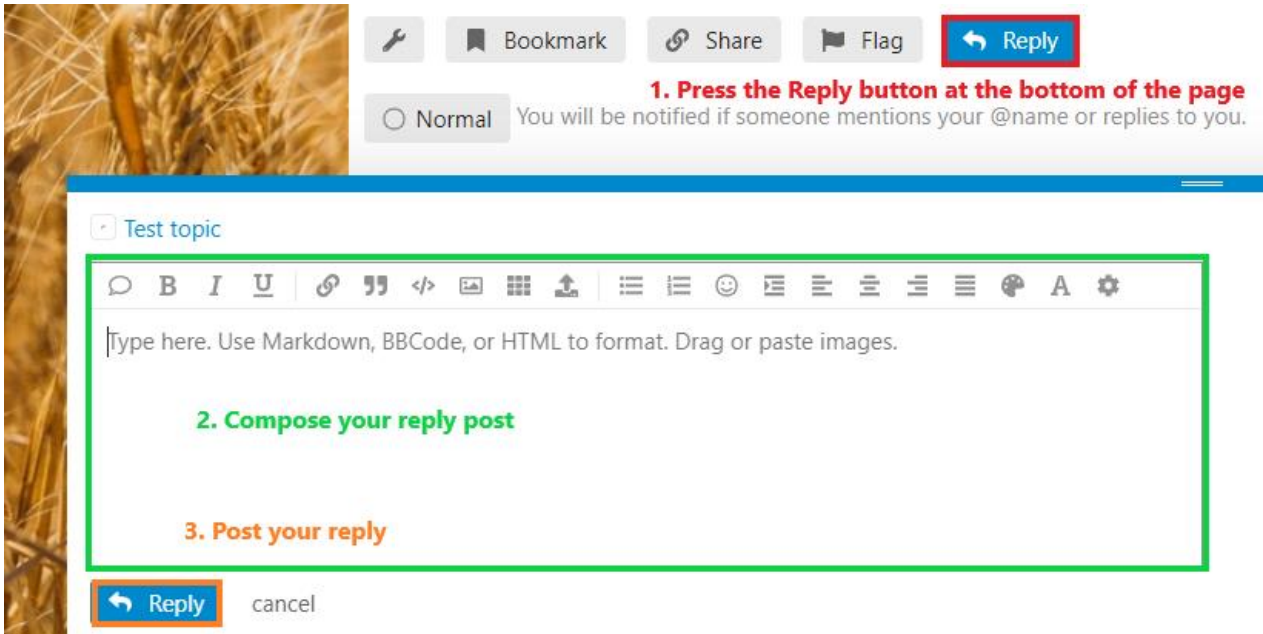 Bookmark Share Flag Reply
1. Press the Reply button at the bottom of the page
Normal You will be notified if someone mentions your @name or replies to you.
Test topic
B I U A
Type here. Use Markdown, BBCode, or HTML to format. Drag or paste images.
2. Compose your reply post
3. Post your reply
Reply cancel